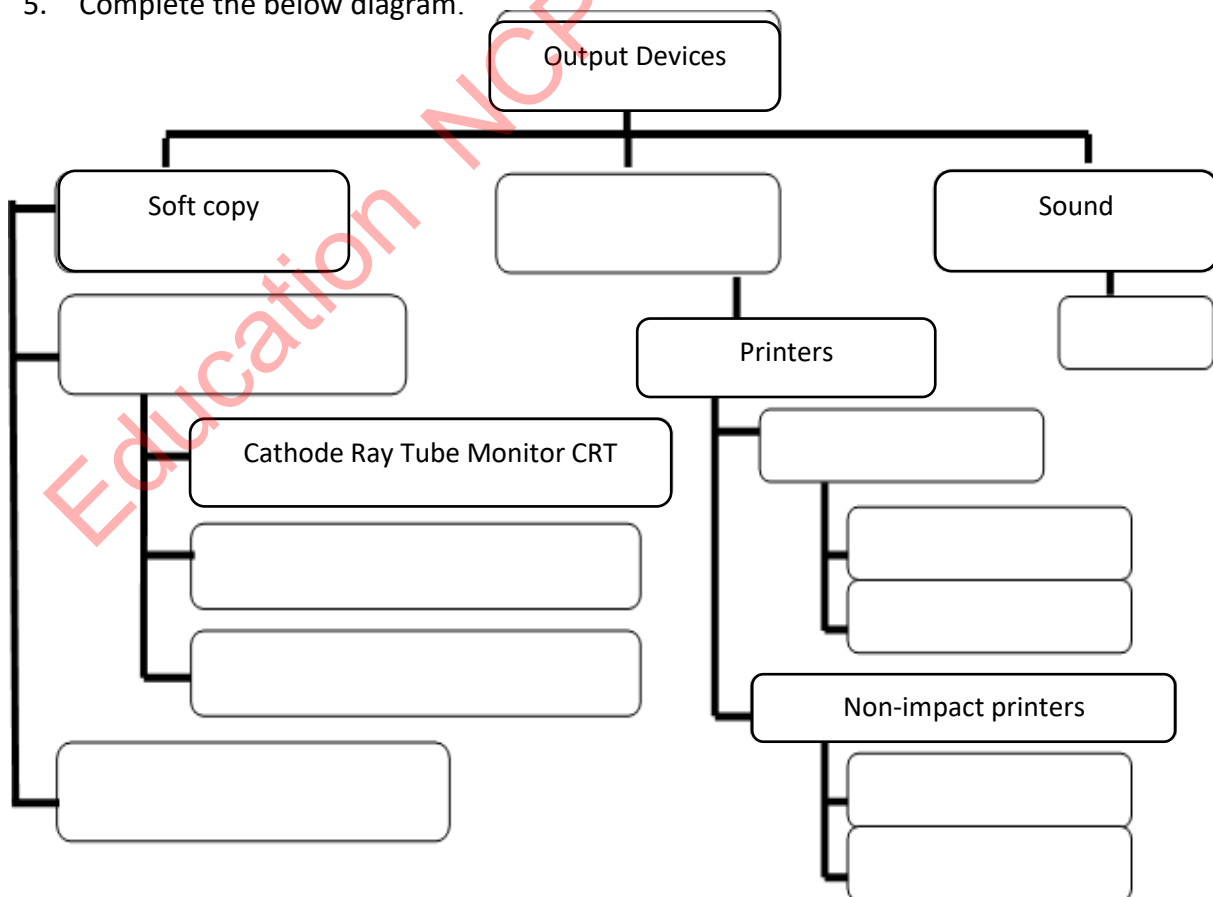 5. Complete the below diagram.
Output Devices
Soft copy
Sound
Printers
Cathode Ray Tube Monitor CRT
Non-impact printers
Education NCP